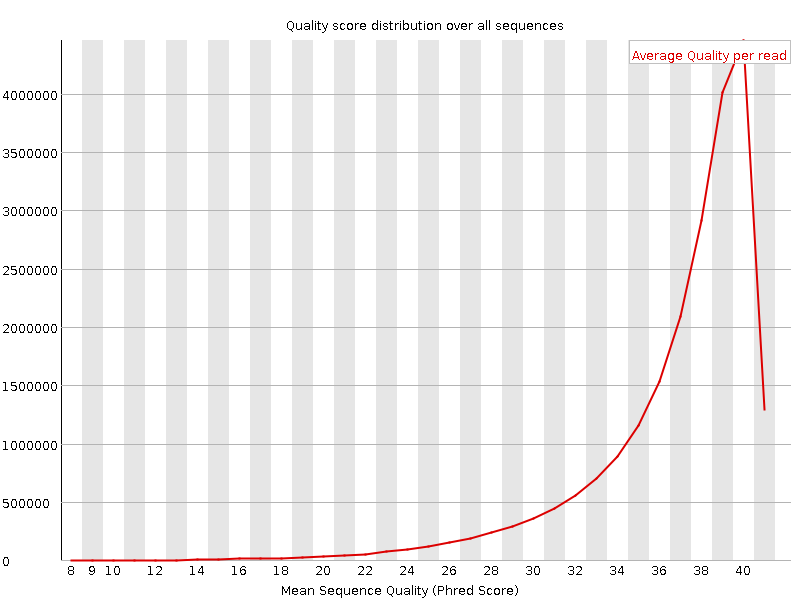 Quality score distribution over all sequences
Average Quality per read
4000000
3500000
3000000
2500000
2000000
1500000
1000000
500000
0
8 9 10 12 14 16 18 20 22 24 26 28 30 32 34 36 38 40
Mean Sequence Quality (Phred Score)